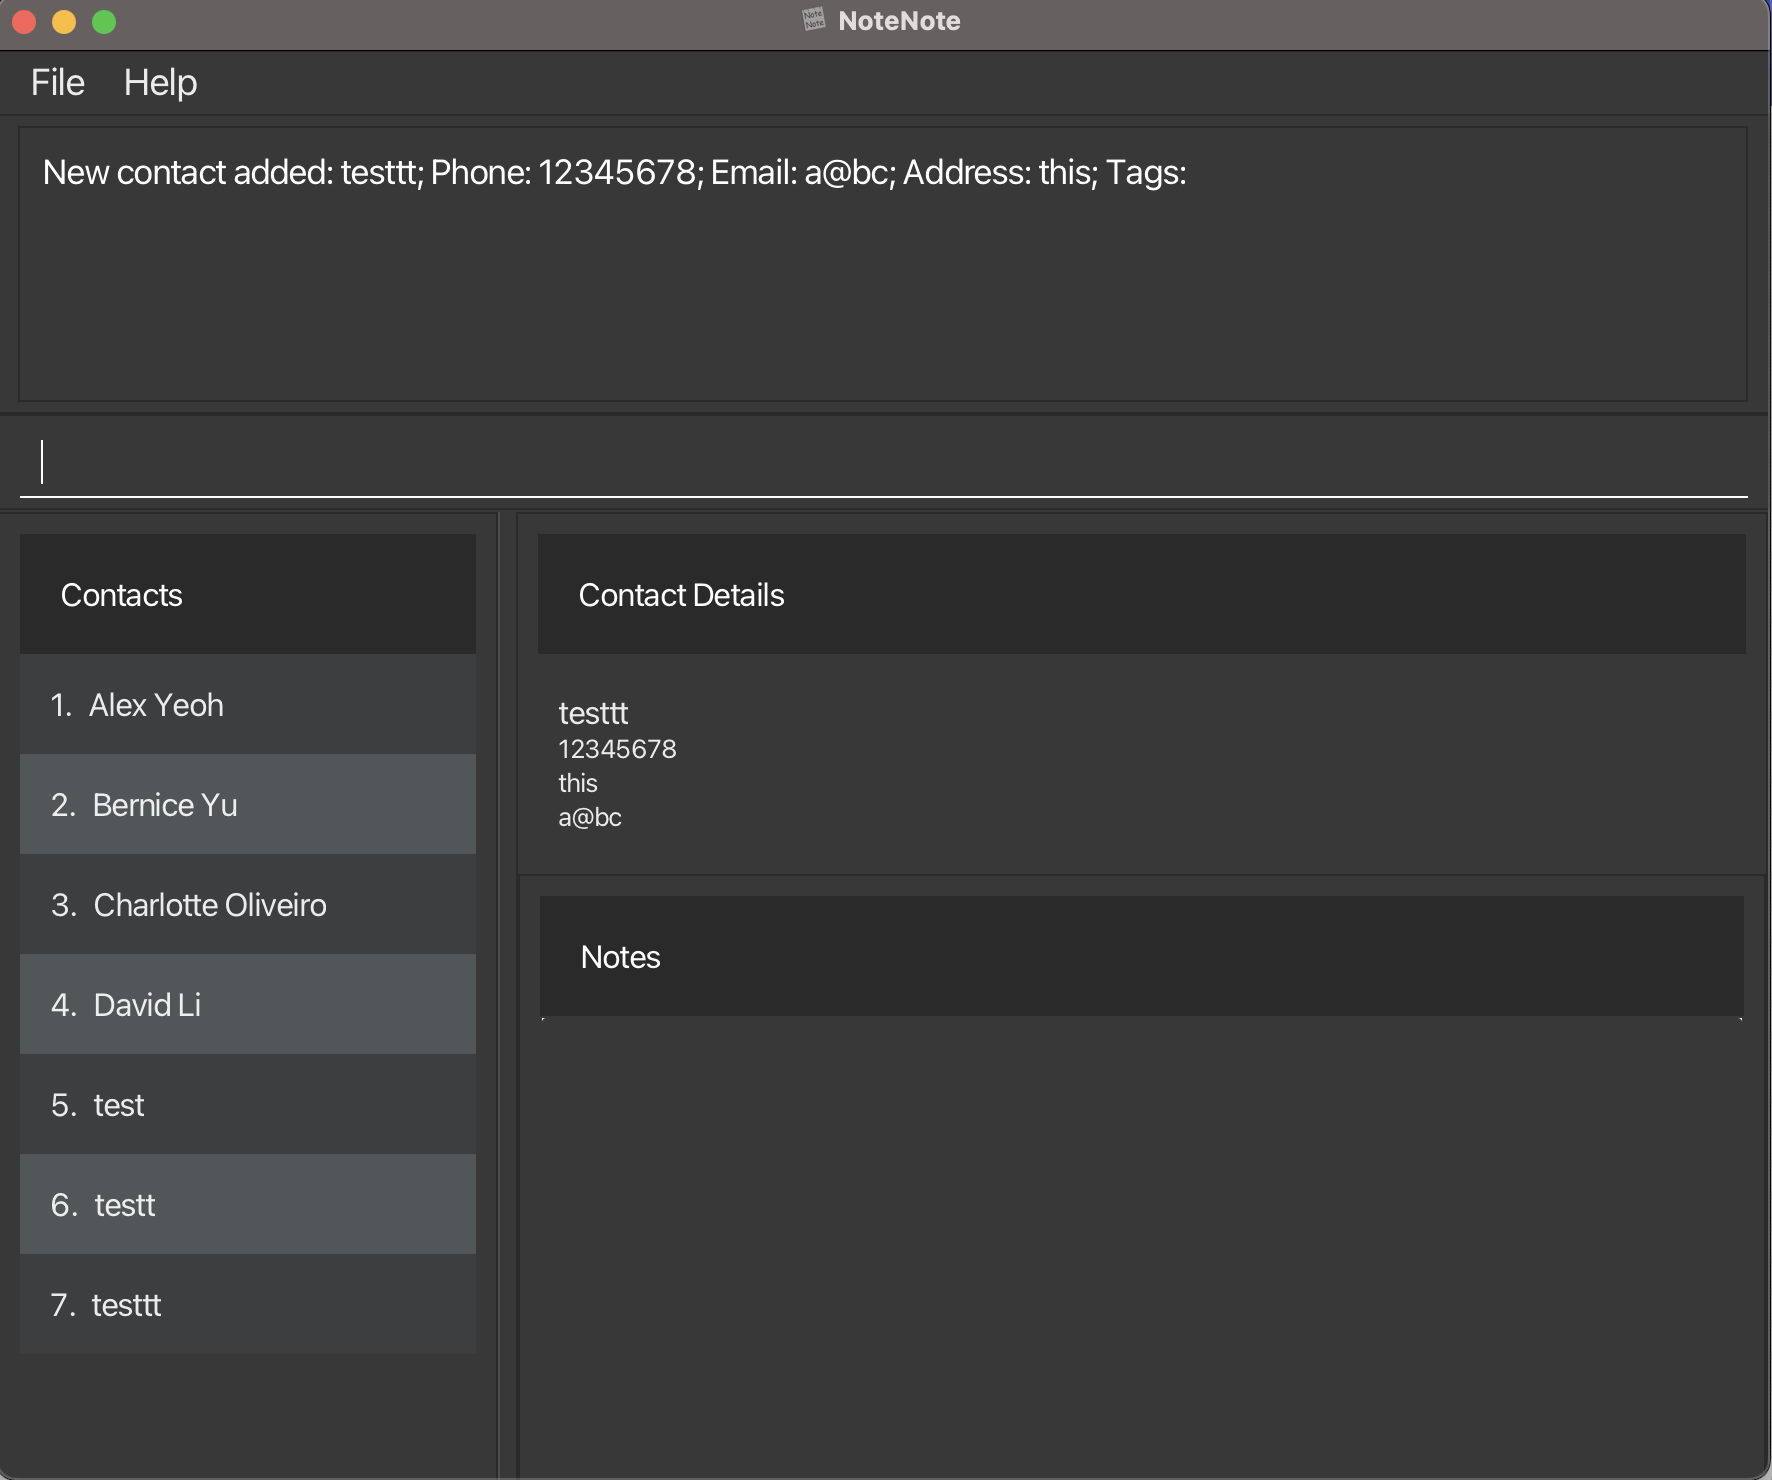 Note Note NoteNote
File Help
New contact added: testtt; Phone: 12345678; Email: a@bc; Address: this; Tags:
Contacts
1. Alex Yeoh
2. Bernice Yu
3. Charlotte Oliveiro
4. David Li
5. test
6. testt
7. testtt
Contact Details
testtt
12345678
this
a@bc
Notes